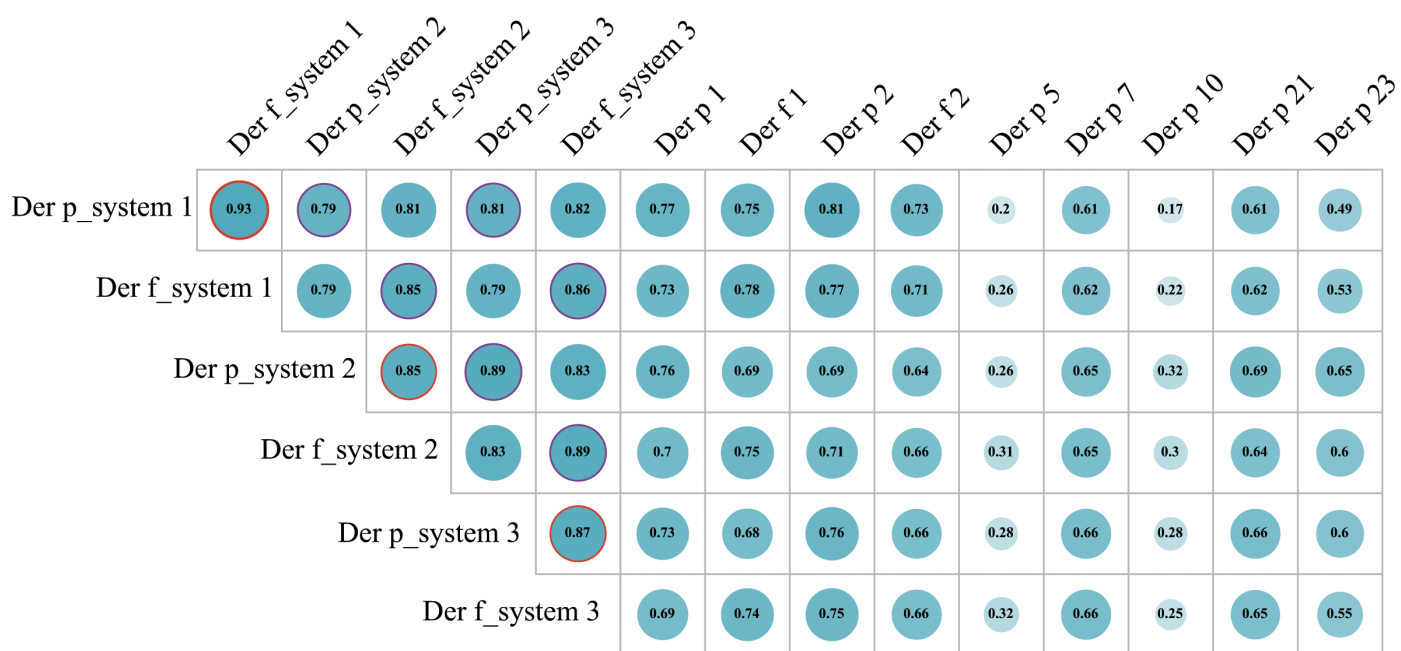 Der f_system 1 Der p_system 2 Der f_system 2 Der p_system 3 Der f_system 3 Der p 1 Der f 1 Der p 2 Der f 2 Der p 5 Der p 7 Der p 10 Der p 21 Der p 23
Der p_system 1 0.93 0.79 0.81 0.81 0.82 0.77 0.75 0.81 0.73 0.2 0.61 0.17 0.61 0.49
Der f_system 1 0.79 0.85 0.79 0.86 0.73 0.78 0.77 0.71 0.26 0.62 0.22 0.62 0.53
Der p_system 2 0.85 0.89 0.83 0.76 0.69 0.69 0.64 0.26 0.65 0.32 0.69 0.65
Der f_system 2 0.83 0.89 0.7 0.75 0.71 0.66 0.31 0.65 0.3 0.64 0.6
Der p_system 3 0.87 0.73 0.68 0.76 0.66 0.28 0.66 0.28 0.66 0.6
Der f_system 3 0.69 0.74 0.75 0.66 0.32 0.66 0.25 0.65 0.55